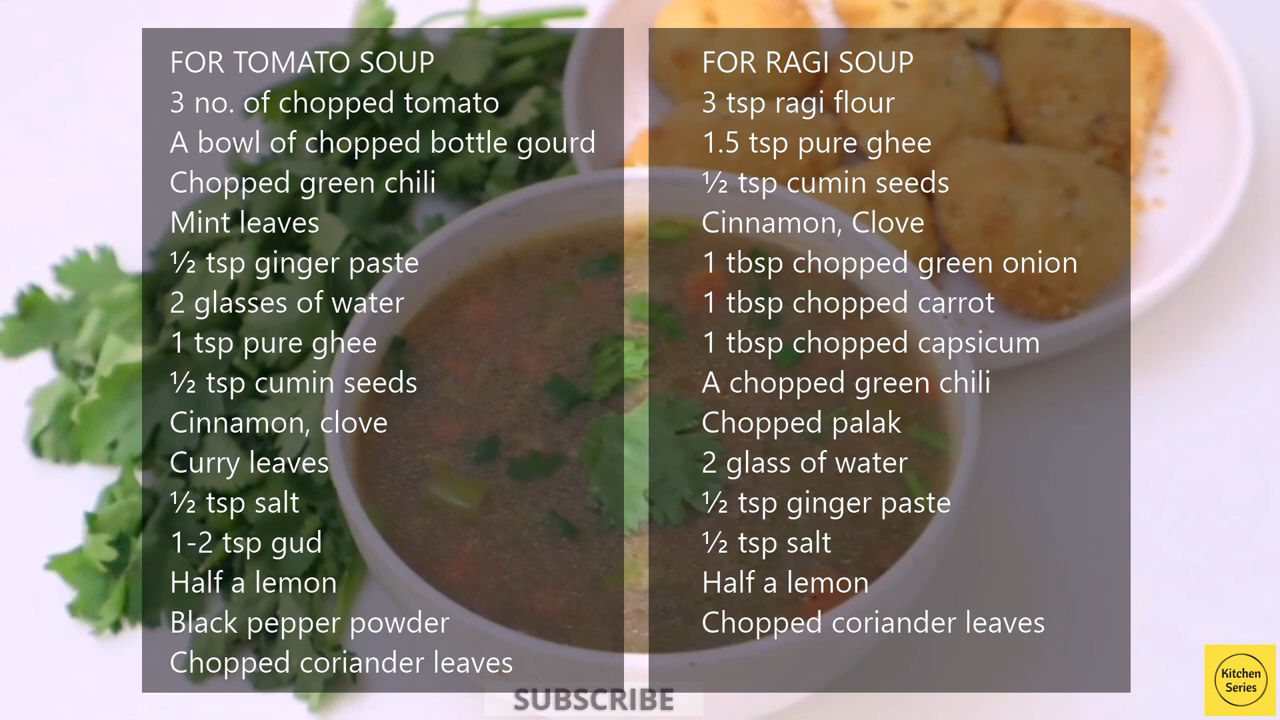 FOR TOMATO SOUP
3 no. of chopped tomato
A bowl of chopped bottle gourd
Chopped green chili
Mint leaves
½ tsp ginger paste
2 glasses of water
1 tsp pure ghee
½ tsp cumin seeds
Cinnamon, clove
Curry leaves
½ tsp salt
1-2 tsp gud
Half a lemon
Black pepper powder
Chopped coriander leaves
FOR RAGI SOUP
3 tsp ragi flour
1.5 tsp pure ghee
½ tsp cumin seeds
Cinnamon, Clove
1 tbsp chopped green onion
1 tbsp chopped carrot
1 tbsp chopped capsicum
A chopped green chili
Chopped palak
2 glass of water
½ tsp ginger paste
½ tsp salt
Half a lemon
Chopped coriander leaves
SUBSCRIBE
Kitchen
Series